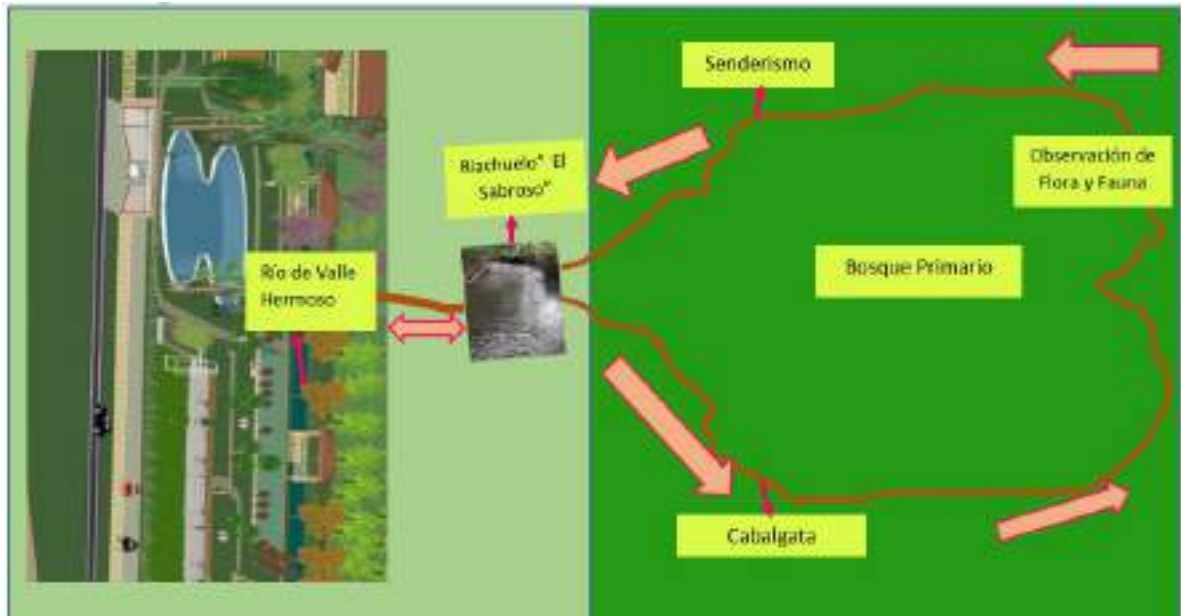 Senderismo
Riachuelo" El
Sabroso"
Observación de
Flora y Fauna
Río de Valle
Hermoso
Bosque Primario
Cabalgata